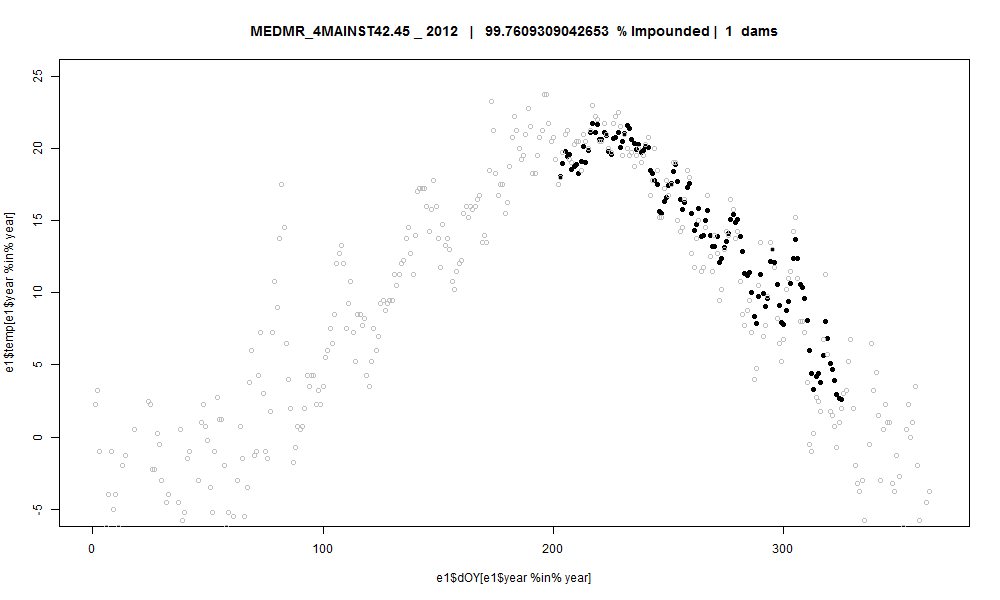 MEDMR_4MAINST42.45 _ 2012 | 99.7609309042653 % Impounded | 1 dams
25
20
15
10
5
0
-5
e1$temp[e1$year %in% year]
0 100 200 300
e1$dOY[e1$year %in% year]